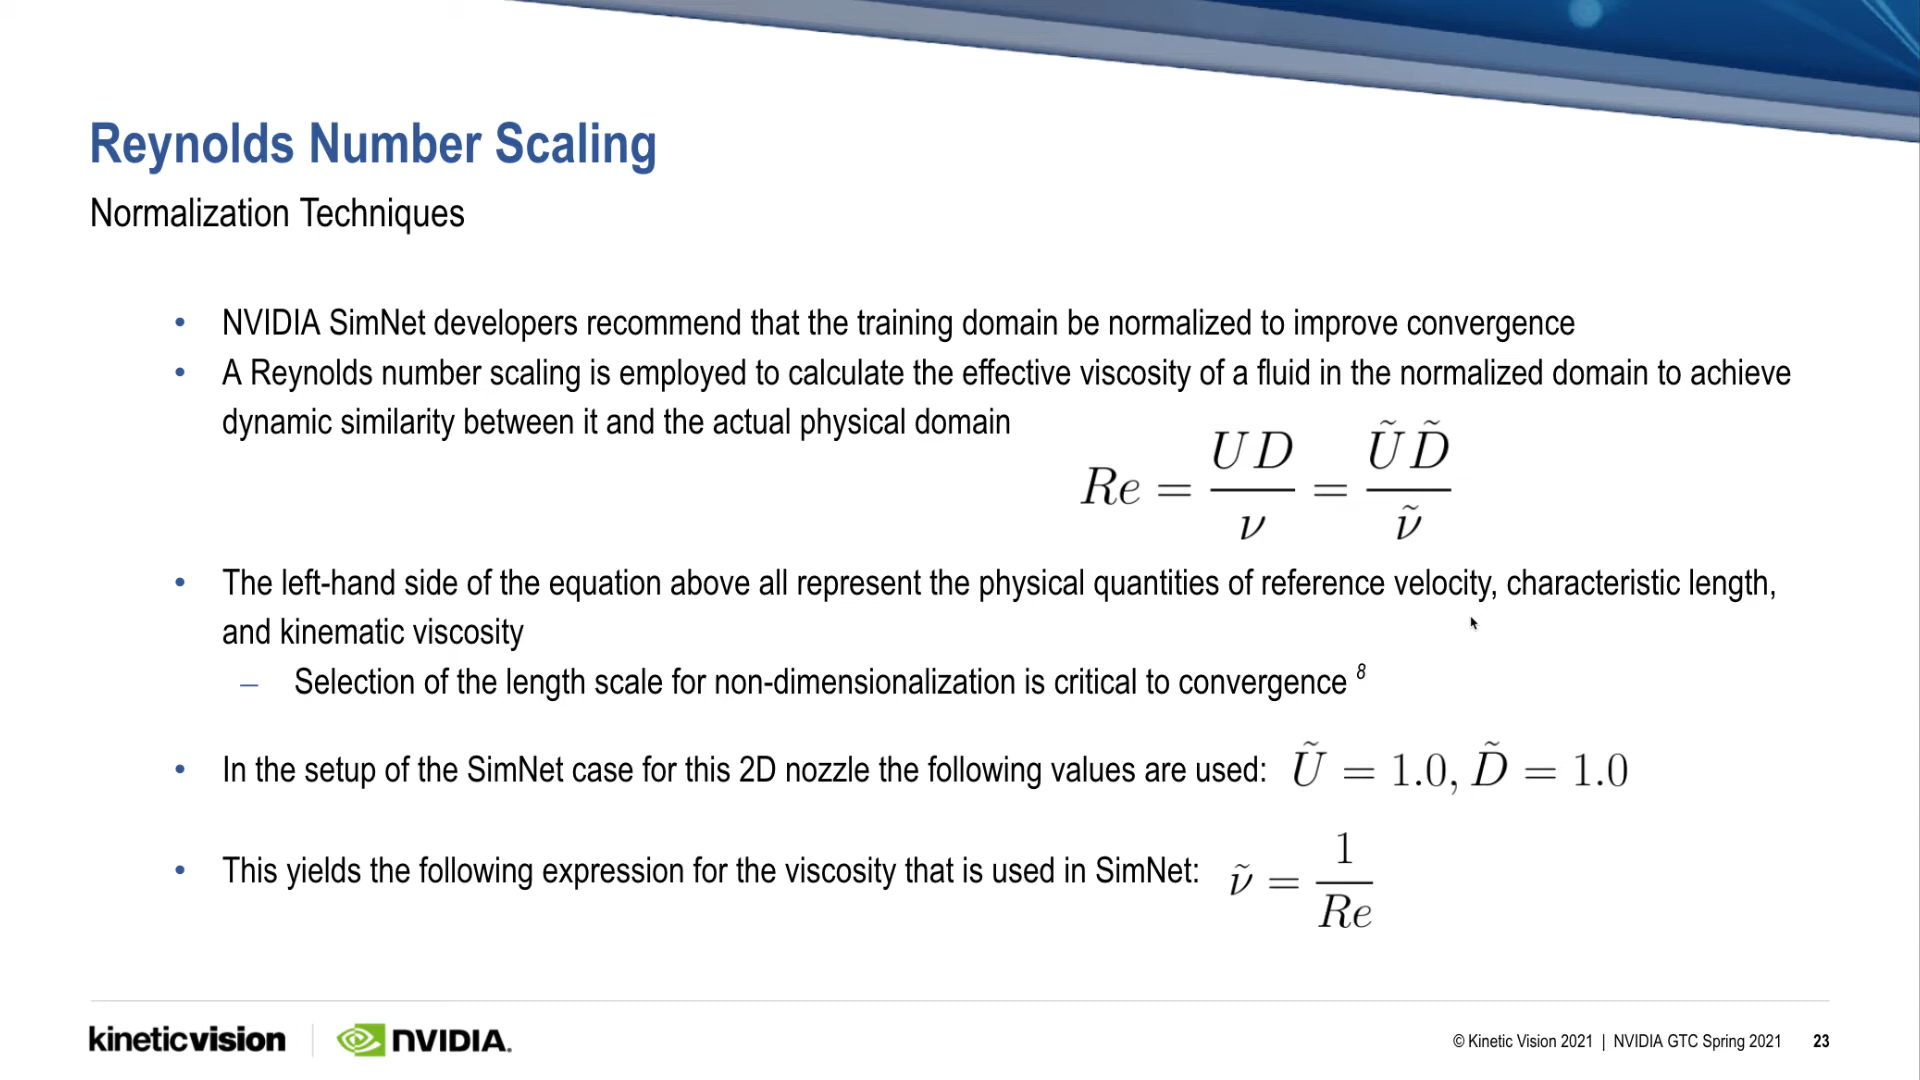 Reynolds Number Scaling
Normalization Techniques
• NVIDIA SimNet developers recommend that the training domain be normalized to improve convergence
• A Reynolds number scaling is employed to calculate the effective viscosity of a fluid in the normalized domain to achieve
dynamic similarity between it and the actual physical domain
Re = UD/ν = ŨD̃/ν̃
• The left-hand side of the equation above all represent the physical quantities of reference velocity, characteristic length,
and kinematic viscosity
– Selection of the length scale for non-dimensionalization is critical to convergence ⁸
• In the setup of the SimNet case for this 2D nozzle the following values are used: Ũ = 1.0, D̃ = 1.0
• This yields the following expression for the viscosity that is used in SimNet: ν̃ = 1/Re
kineticvision | NVIDIA. © Kinetic Vision 2021 | NVIDIA GTC Spring 2021 23